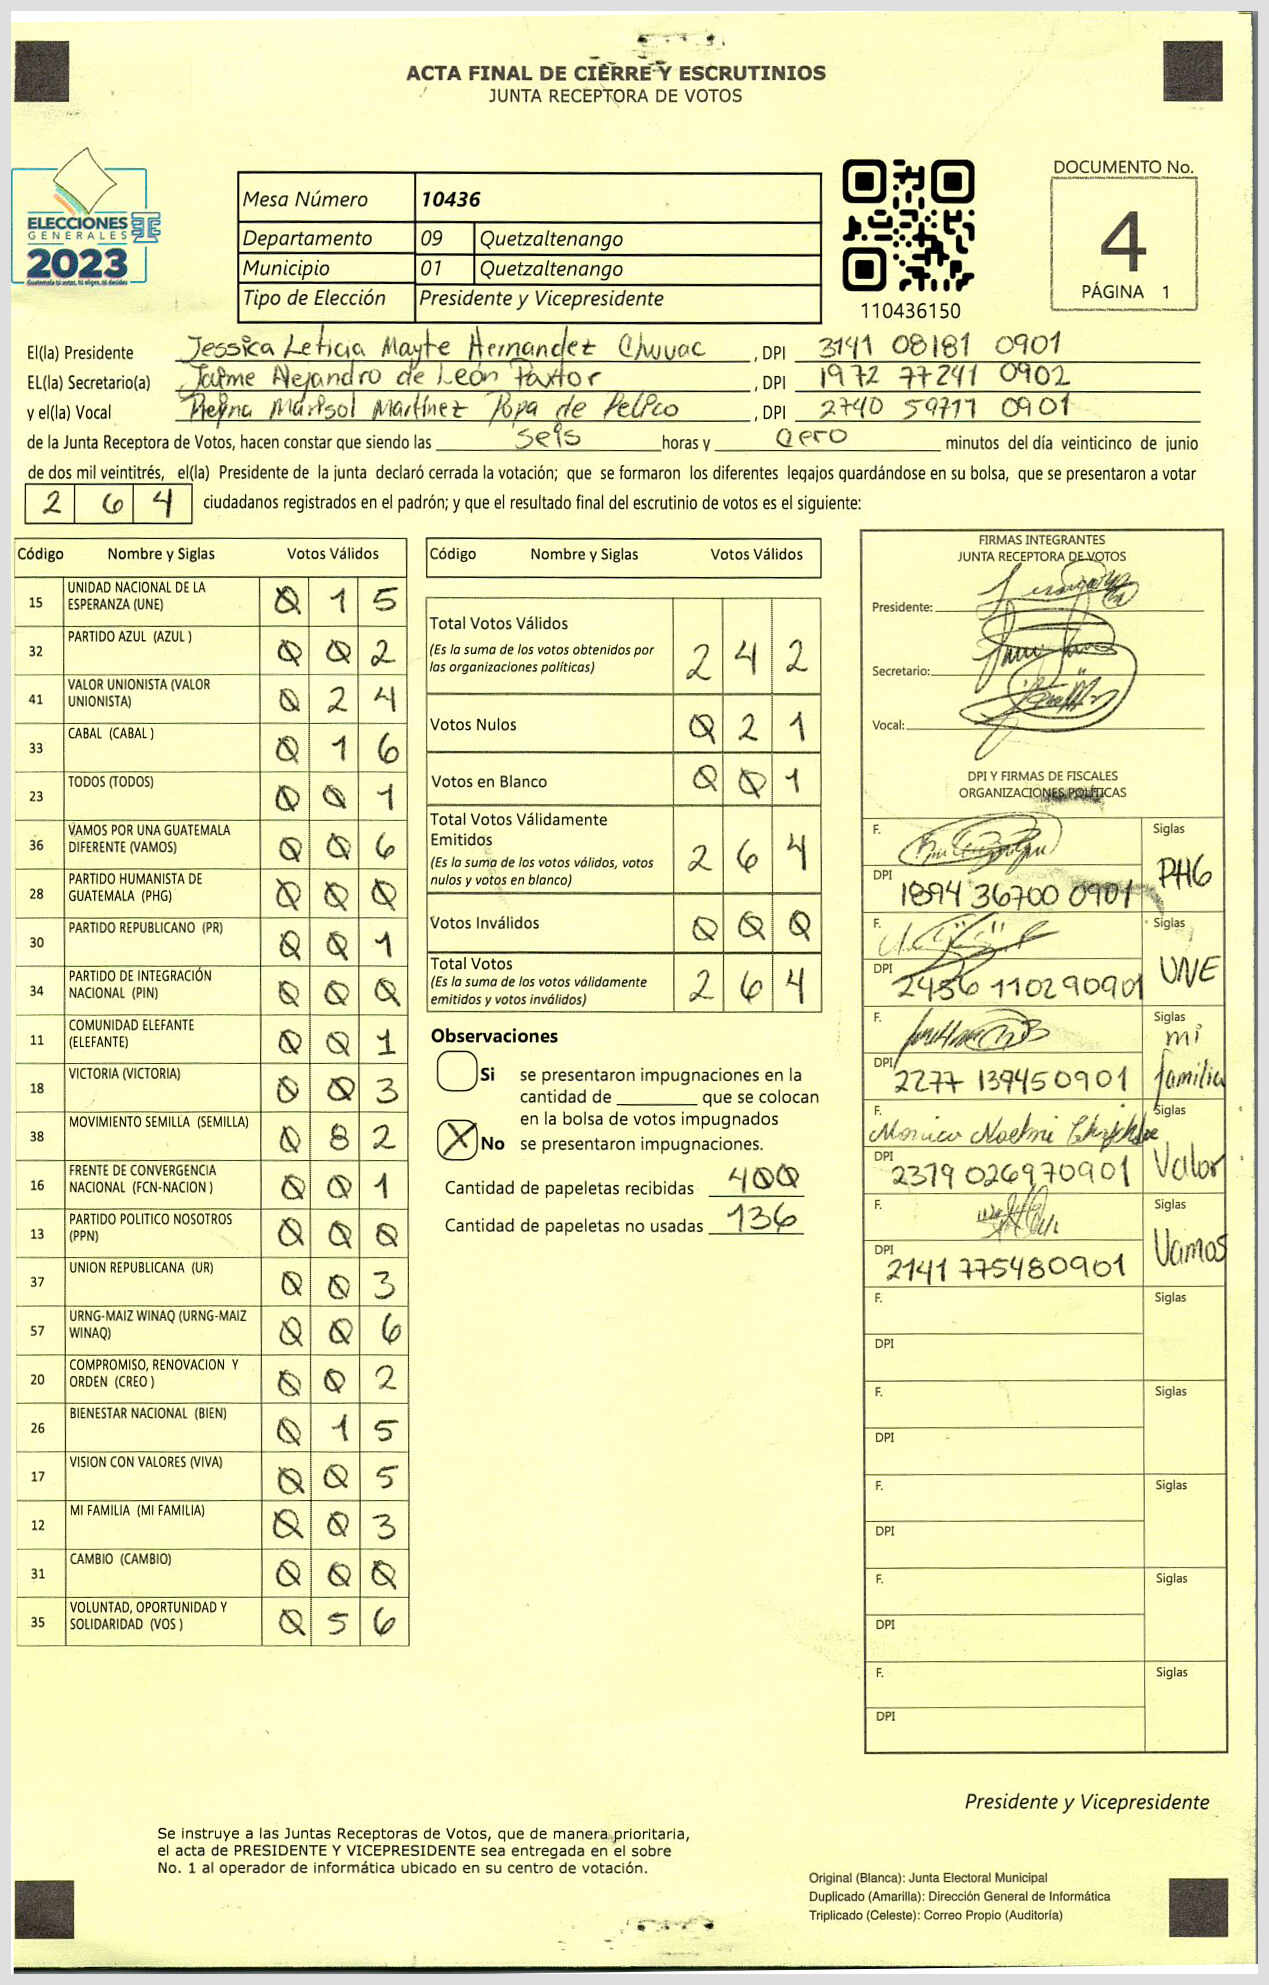 ACTA FINAL DE CIERRE Y ESCRUTINIOS
JUNTA RECEPTORA DE VOTOS
ELECCIONES
GENERALES
2023
Guatemala tú votas, tú eliges, tú decides
Mesa Número 10436
Departamento 09 Quetzaltenango
Municipio 01 Quetzaltenango
Tipo de Elección Presidente y Vicepresidente
110436150
DOCUMENTO No.
4
PÁGINA 1
El(la) Presidente Jessica Leticia Mayte Hernandez Chuvac , DPI 3141 08181 0901
EL(la) Secretario(a) Jaime Alejandro de León Pastor , DPI 1972 77241 0902
y el(la) Vocal Reyna Marisol Martínez Popa de Pelico , DPI 2740 59711 0901
de la Junta Receptora de Votos, hacen constar que siendo las seis horas y cero minutos del día veinticinco de junio
de dos mil veintitrés, el(la) Presidente de la junta declaró cerrada la votación; que se formaron los diferentes legajos quardándose en su bolsa, que se presentaron a votar
2 6 4 ciudadanos registrados en el padrón; y que el resultado final del escrutinio de votos es el siguiente:
Código Nombre y Siglas Votos Válidos
15 UNIDAD NACIONAL DE LA ESPERANZA (UNE) 0 1 5
32 PARTIDO AZUL (AZUL ) 0 0 2
41 VALOR UNIONISTA (VALOR UNIONISTA) 0 2 4
33 CABAL (CABAL ) 0 1 6
23 TODOS (TODOS) 0 0 1
36 VAMOS POR UNA GUATEMALA DIFERENTE (VAMOS) 0 0 6
28 PARTIDO HUMANISTA DE GUATEMALA (PHG) 0 0 0
30 PARTIDO REPUBLICANO (PR) 0 0 1
34 PARTIDO DE INTEGRACIÓN NACIONAL (PIN) 0 0 0
11 COMUNIDAD ELEFANTE (ELEFANTE) 0 0 1
18 VICTORIA (VICTORIA) 0 0 3
38 MOVIMIENTO SEMILLA (SEMILLA) 0 8 2
16 FRENTE DE CONVERGENCIA NACIONAL (FCN-NACION ) 0 0 1
13 PARTIDO POLITICO NOSOTROS (PPN) 0 0 0
37 UNION REPUBLICANA (UR) 0 0 3
57 URNG-MAIZ WINAQ (URNG-MAIZ WINAQ) 0 0 6
20 COMPROMISO, RENOVACION Y ORDEN (CREO ) 0 0 2
26 BIENESTAR NACIONAL (BIEN) 0 1 5
17 VISION CON VALORES (VIVA) 0 0 5
12 MI FAMILIA (MI FAMILIA) 0 0 3
31 CAMBIO (CAMBIO) 0 0 0
35 VOLUNTAD, OPORTUNIDAD Y SOLIDARIDAD (VOS ) 0 5 6
Código Nombre y Siglas Votos Válidos
Total Votos Válidos 2 4 2
(Es la suma de los votos obtenidos por
las organizaciones políticas)
Votos Nulos 0 2 1
Votos en Blanco 0 0 1
Total Votos Válidamente
Emitidos 2 6 4
(Es la suma de los votos válidos, votos
nulos y votos en blanco)
Votos Inválidos 0 0 0
Total Votos 2 6 4
(Es la suma de los votos válidamente
emitidos y votos inválidos)
Observaciones
Si se presentaron impugnaciones en la
cantidad de ________ que se colocan
en la bolsa de votos impugnados
X No se presentaron impugnaciones.
Cantidad de papeletas recibidas 400
Cantidad de papeletas no usadas 136
FIRMAS INTEGRANTES
JUNTA RECEPTORA DE VOTOS
Presidente:
Secretario:
Vocal:
DPI Y FIRMAS DE FISCALES
ORGANIZACIONES POLÍTICAS
F. Siglas
DPI 1894 36700 0901 PHG
F. Siglas
DPI 2456 11029 0901 UNE
F. Siglas
DPI 2277 13945 0901 mi familia
F. Monica Noemi Siglas
DPI 2379 02697 0901 Valor
F. Siglas
DPI 2141 77548 0901 Vamos
F. Siglas
DPI
F. Siglas
DPI
F. Siglas
DPI
F. Siglas
DPI
F. Siglas
DPI
Presidente y Vicepresidente
Se instruye a las Juntas Receptoras de Votos, que de manera prioritaria,
el acta de PRESIDENTE Y VICEPRESIDENTE sea entregada en el sobre
No. 1 al operador de informática ubicado en su centro de votación.
Original (Blanca): Junta Electoral Municipal
Duplicado (Amarilla): Dirección General de Informática
Triplicado (Celeste): Correo Propio (Auditoría)